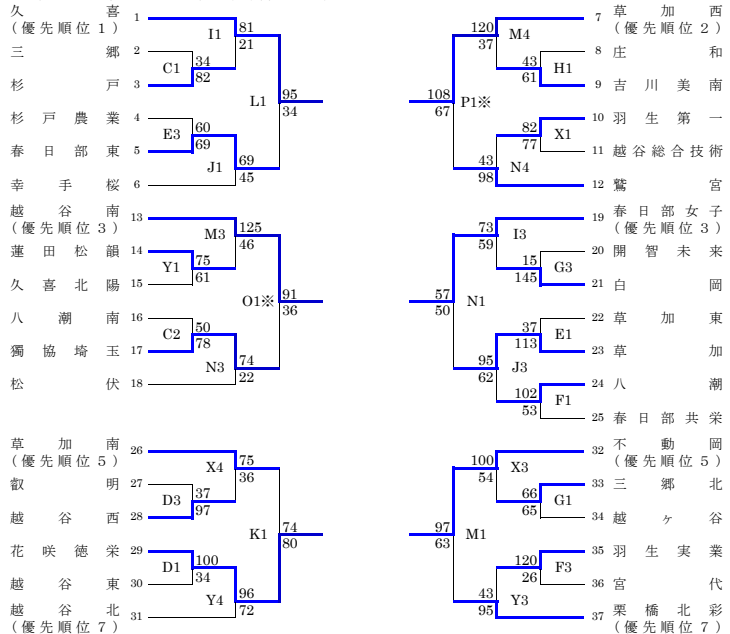 久喜 1
(優先順位1)
I1 81
21
三郷 2
C1 34
82
杉戸 3
L1 95
34
杉戸農業 4
E3 60
69
春日部東 5
J1 69
45
幸手桜 6
越谷南 13
(優先順位3)
M3 125
46
蓮田松韻 14
Y1 75
61
久喜北陽 15
O1※ 91
36
八潮南 16
C2 50
78
獨協埼玉 17
N3 74
22
松伏 18
草加南 26
(優先順位5)
X4 75
36
叡明 27
D3 37
97
越谷西 28
K1 74
80
花咲徳栄 29
D1 100
34
越谷東 30
Y4 96
72
越谷北 31
(優先順位7)
7 草加西
(優先順位2)
120 M4
37
8 庄和
43 H1
61
9 吉川美南
108 P1※
67
10 羽生第一
82 X1
77
11 越谷総合技術
43 N4
98
12 鷲宮
19 春日部女子
(優先順位3)
73 I3
59
20 開智未来
15 G3
145
21 白岡
57 N1
50
22 草加東
37 E1
113
23 草加
95 J3
62
24 八潮
102 F1
53
25 春日部共栄
32 不動岡
(優先順位5)
100 X3
54
33 三郷北
66 G1
65
34 越ヶ谷
97 M1
63
35 羽生実業
120 F3
26
36 宮代
43 Y3
95
37 栗橋北彩
(優先順位7)